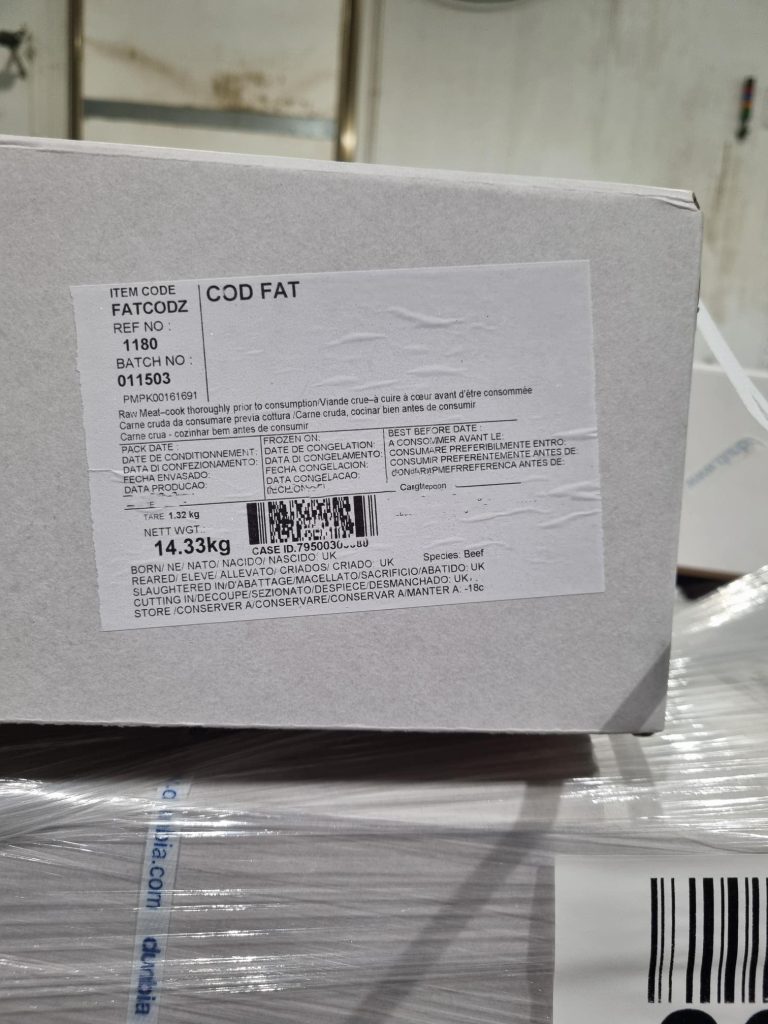 ITEM CODE
FATCODZ
COD FAT
REF NO :
1180
BATCH NO :
011503
PMPK00161691
Raw Meat–cook thoroughly prior to consumption/Viande crue–à cuire à cœur avant d'être consommée
Carne cruda da consumare previa cottura /Carne cruda, cocinar bien antes de consumir
Carne crua - cozinhar bem antes de consumir
PACK DATE :
DATE DE CONDITIONNEMENT:
DATA DI CONFEZIONAMENTO:
FECHA ENVASADO:
DATA PRODUCAO:
FROZEN ON:
DATE DE CONGELATION:
DATA DI CONGELAMENTO:
FECHA CONGELACION:
DATA CONGELACAO:
BEST BEFORE DATE :
A CONSOMMER AVANT LE:
CONSUMARE PREFERIBILMENTE ENTRO:
CONSUMIR PREFERENTEMENTE ANTES DE:
TARE 1.32 kg
NETT WGT.:
14.33kg
CASE ID.
Species: Beef
BORN/ NE/ NATO/ NACIDO/ NASCIDO: UK
REARED/ ELEVE/ ALLEVATO/ CRIADOS/ CRIADO: UK
SLAUGHTERED IN/D'ABATTAGE/MACELLATO/SACRIFICIO/ABATIDO: UK
CUTTING IN/DECOUPE/SEZIONATO/DESPIECE/DESMANCHADO: UK
STORE /CONSERVER A/CONSERVARE/CONSERVAR A/MANTER A: -18c
dunbia